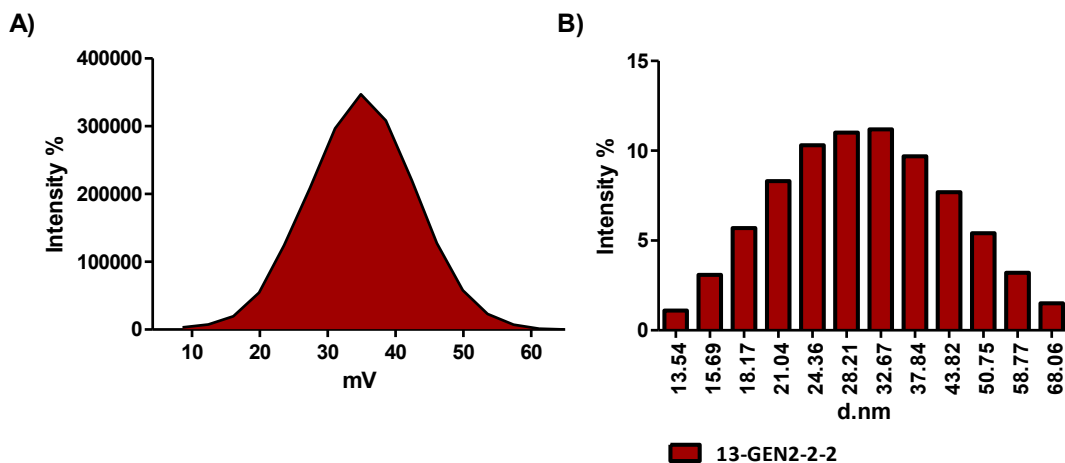 A)
Intensity %
400000
300000
200000
100000
0
10 20 30 40 50 60
mV
B)
Intensity %
15
10
5
0
13.54
15.69
18.17
21.04
24.36
28.21
32.67
37.84
43.82
50.75
58.77
68.06
d.nm
13-GEN2-2-2